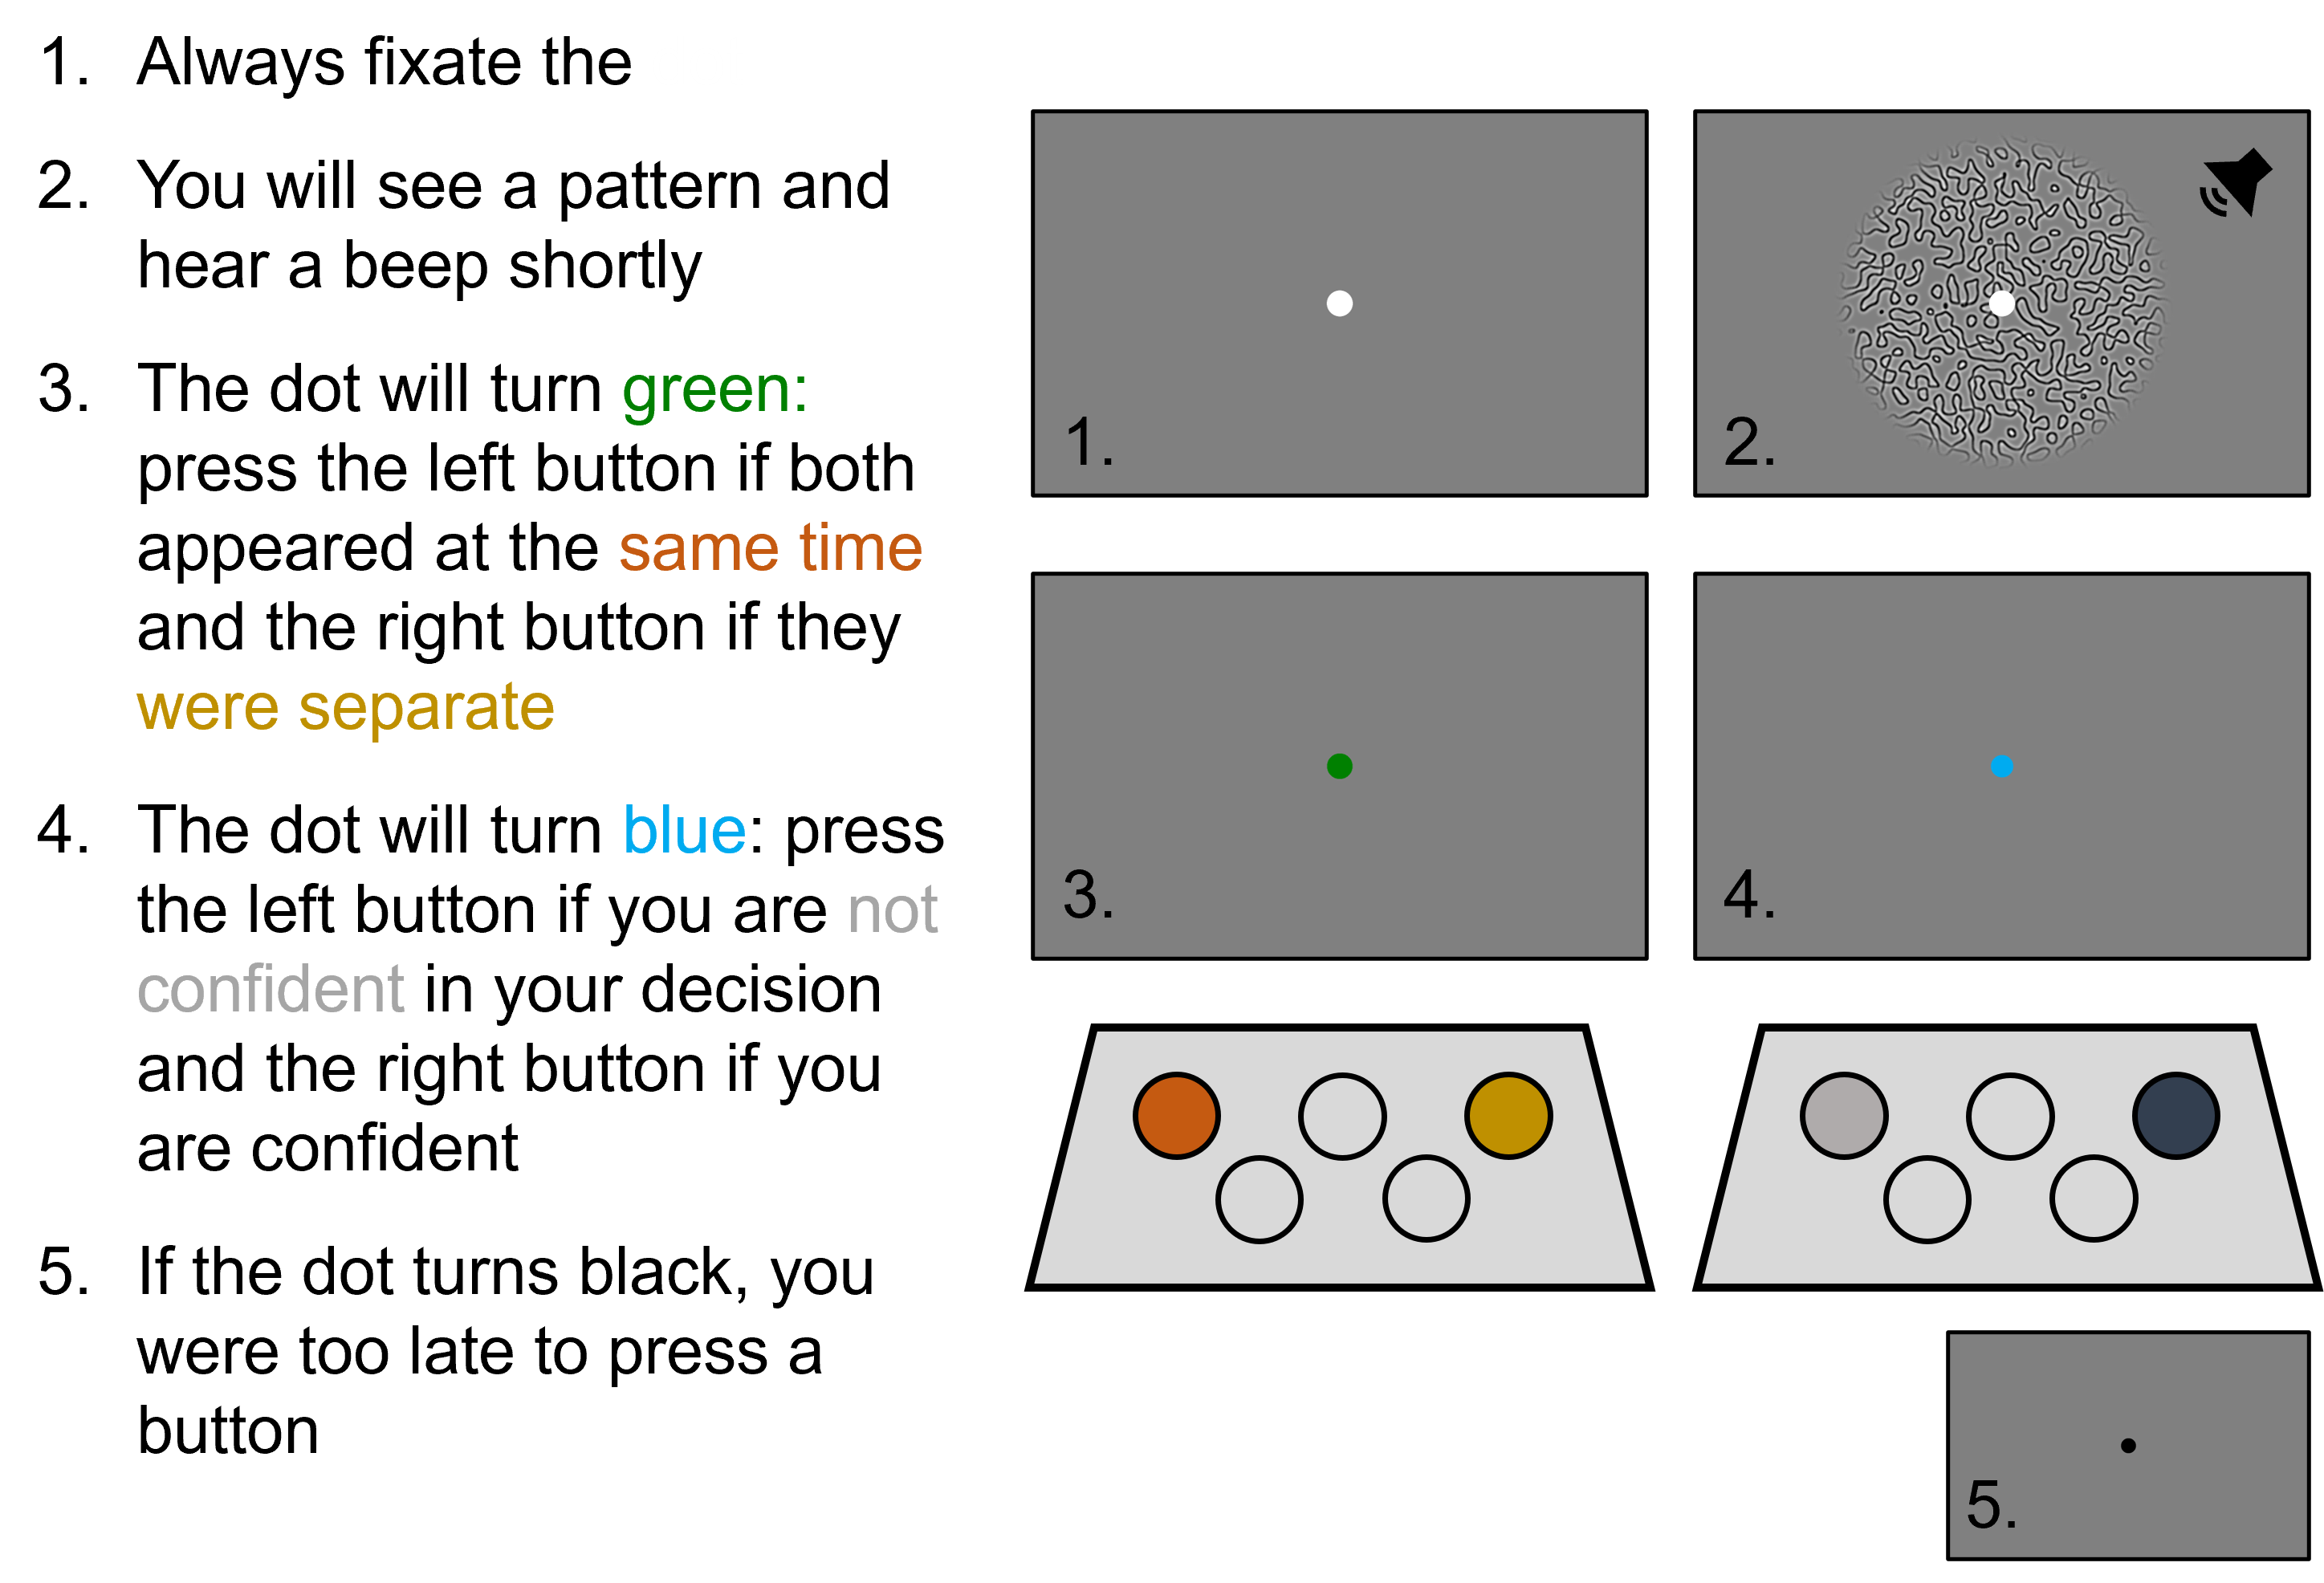 1. Always fixate the
2. You will see a pattern and
hear a beep shortly
3. The dot will turn green:
press the left button if both
appeared at the same time
and the right button if they
were separate
4. The dot will turn blue: press
the left button if you are not
confident in your decision
and the right button if you
are confident
5. If the dot turns black, you
were too late to press a
button
1.
2.
3.
4.
5.